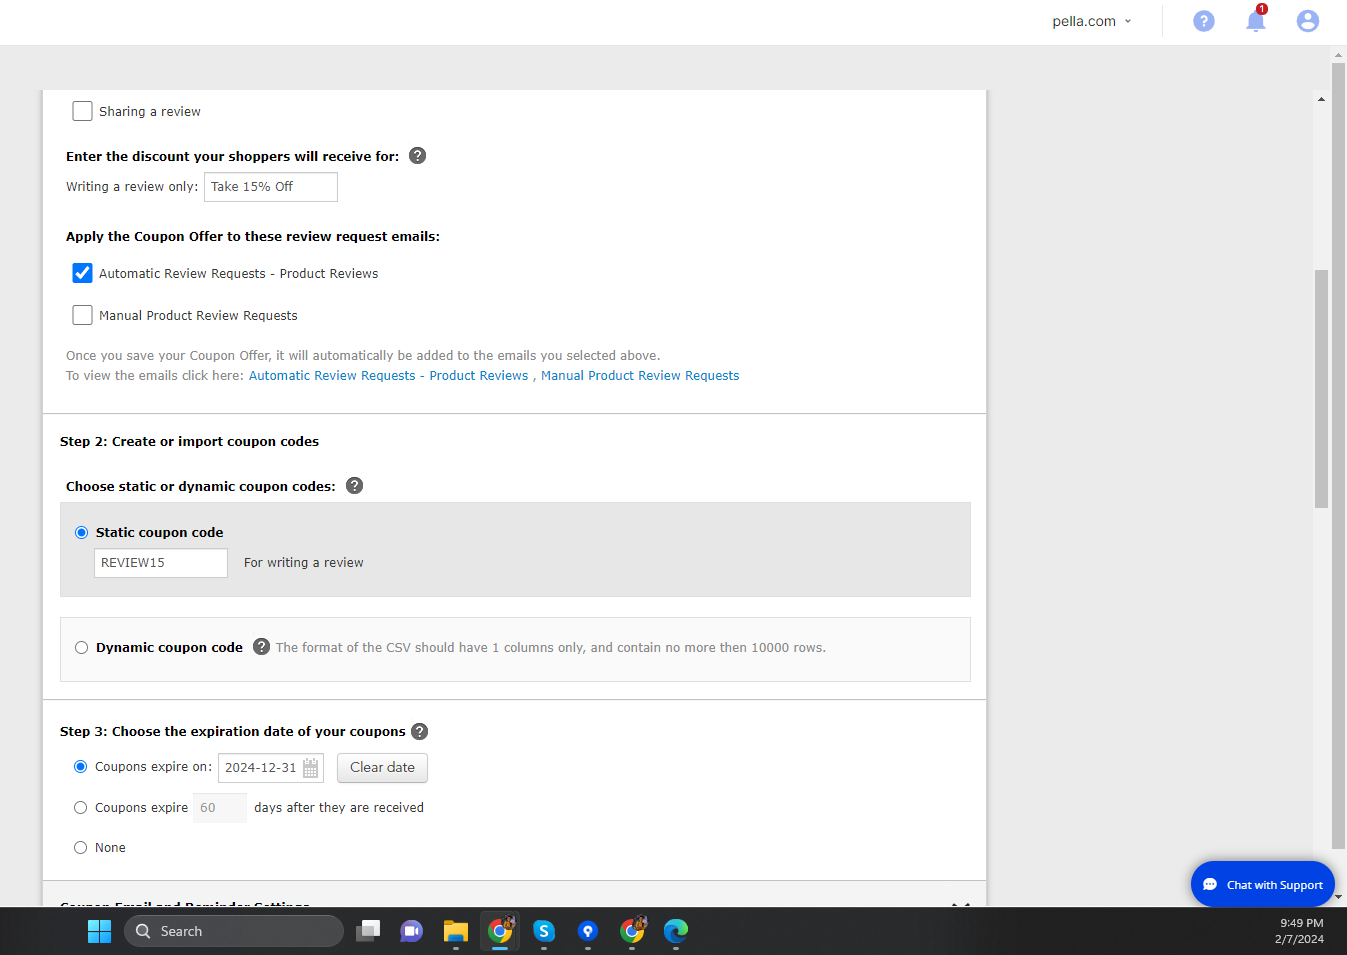 pella.com
1
Sharing a review
Enter the discount your shoppers will receive for:
Writing a review only: Take 15% Off
Apply the Coupon Offer to these review request emails:
Automatic Review Requests - Product Reviews
Manual Product Review Requests
Once you save your Coupon Offer, it will automatically be added to the emails you selected above.
To view the emails click here: Automatic Review Requests - Product Reviews , Manual Product Review Requests
Step 2: Create or import coupon codes
Choose static or dynamic coupon codes:
Static coupon code
REVIEW15 For writing a review
Dynamic coupon code The format of the CSV should have 1 columns only, and contain no more then 10000 rows.
Step 3: Choose the expiration date of your coupons
Coupons expire on: 2024-12-31 Clear date
Coupons expire 60 days after they are received
None
Chat with Support
Coupon Email and Reminder Settings
Search
9:49 PM
2/7/2024